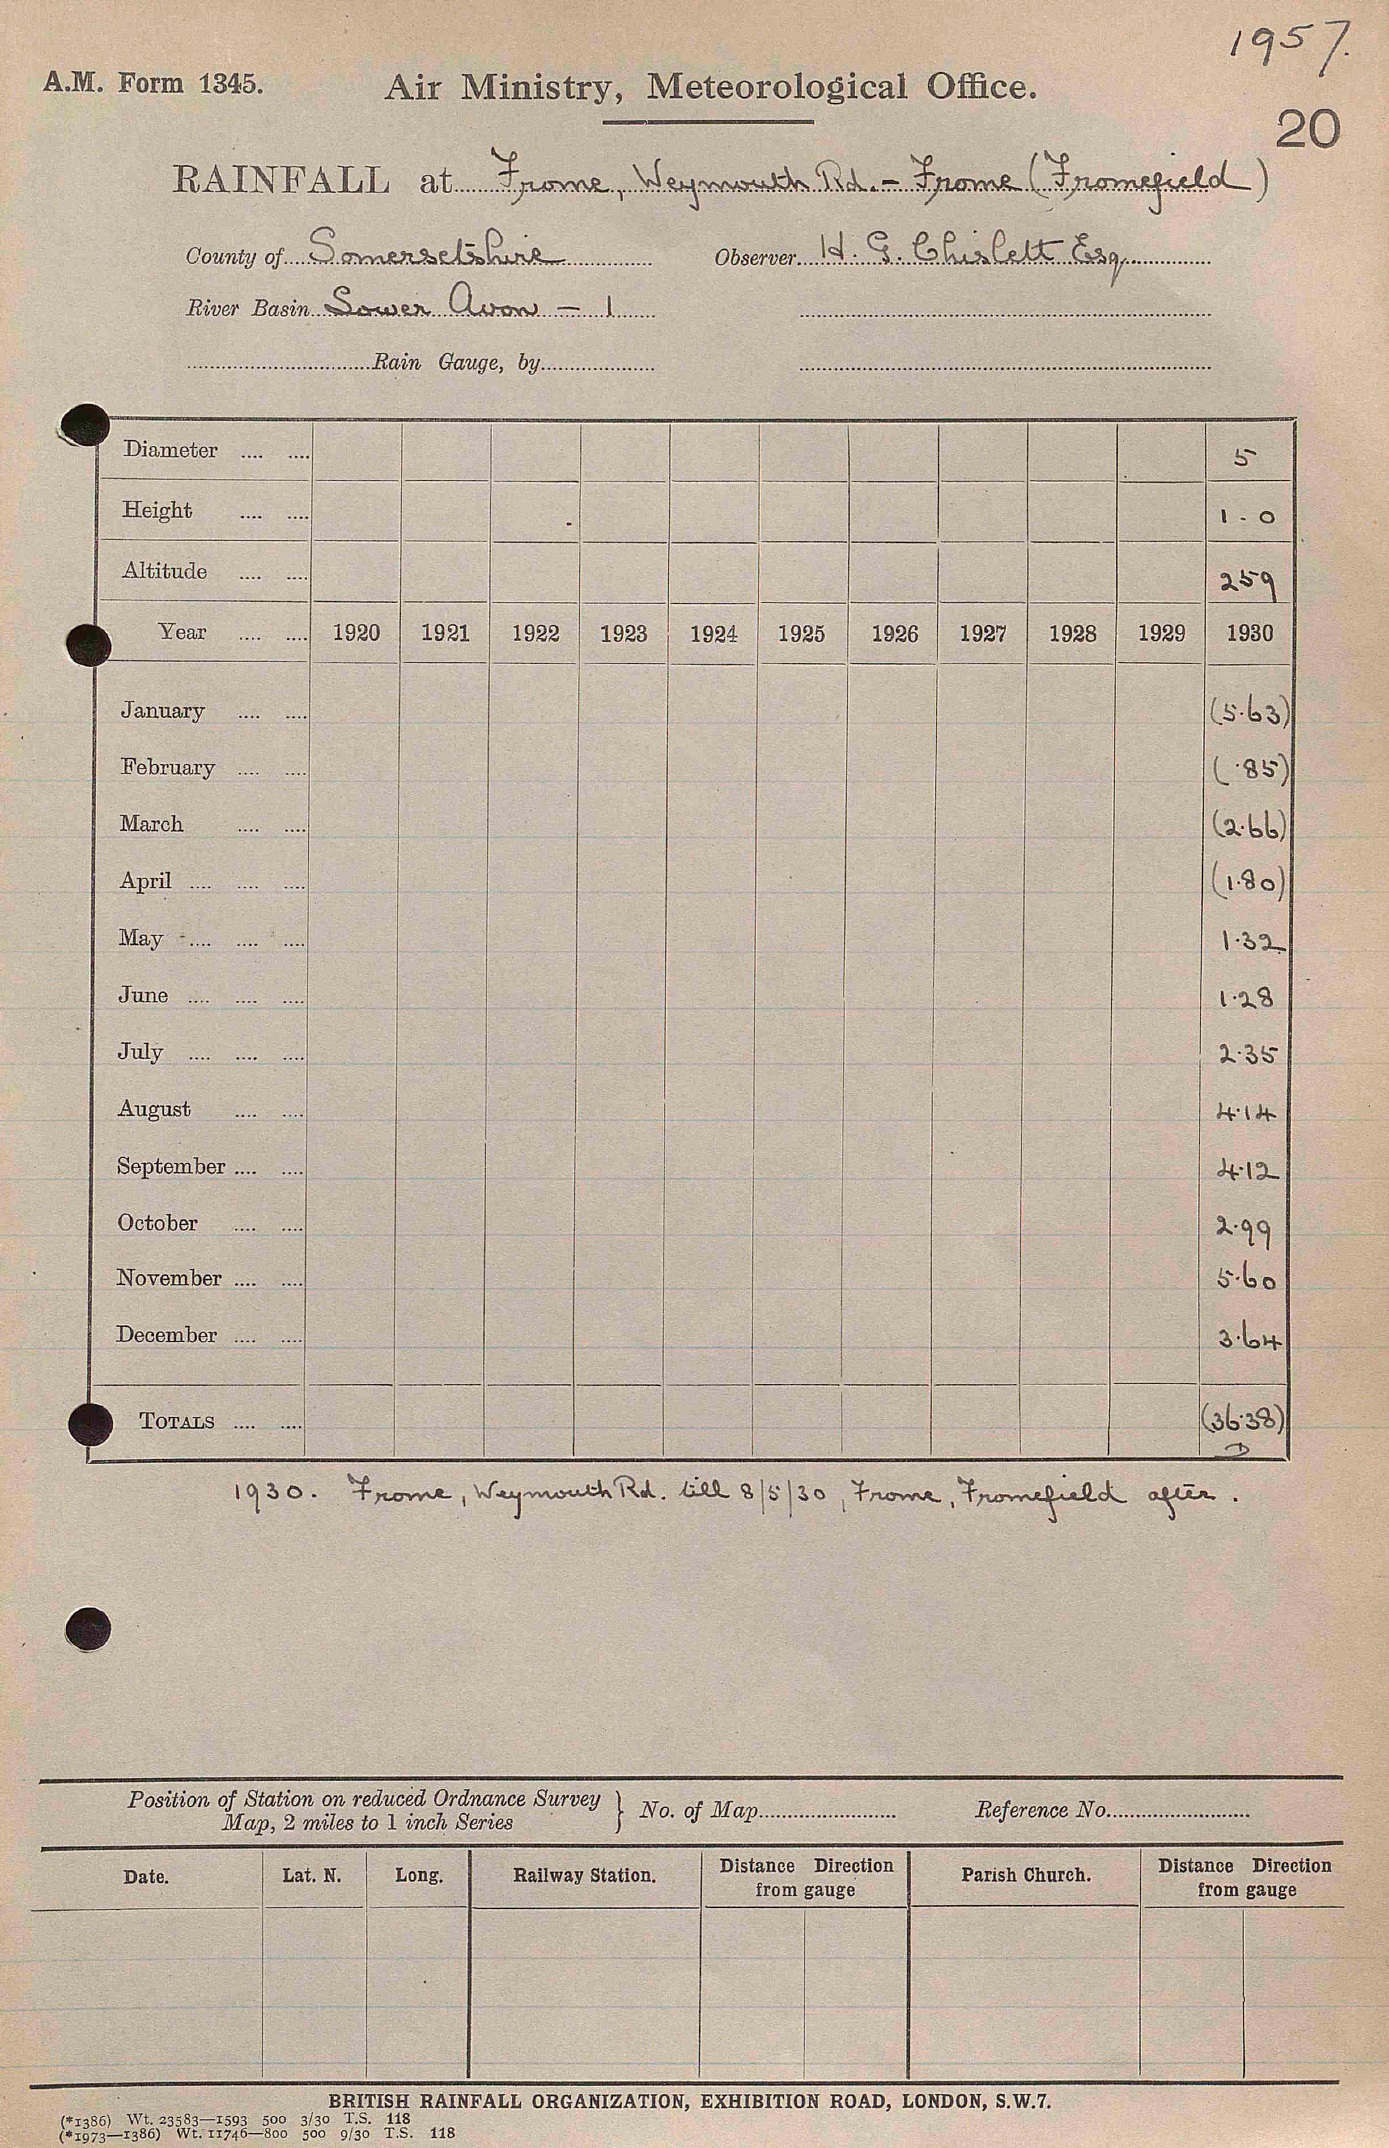 1957.
A.M. Form 1345. Air Ministry, Meteorological Office.
20
RAINFALL at Frome, Weymouth Rd. - Frome (Fromefield)
County of Somersetshire Observer H. G. Chislett Esq.
River Basin Lower Avon - 1
Rain Gauge, by
Diameter .... .... 5
Height .... .... 1 - 0
Altitude .... .... 259
Year .... .... 1920 1921 1922 1923 1924 1925 1926 1927 1928 1929 1930
January .... .... (5.63)
February .... .... ( .85)
March .... .... (2.66)
April .... .... .... (1.80)
May .... .... .... 1.32
June .... .... .... 1.28
July .... .... .... 2.35
August .... .... 4.14
September .... .... 4.12
October .... .... 2.99
November .... .... 5.60
December .... .... 3.64
TOTALS .... .... (36.38)
D
1930. Frome, Weymouth Rd. till 8/5/30, Frome, Fromefield after.
Position of Station on reduced Ordnance Survey
Map, 2 miles to 1 inch Series } No. of Map Reference No.
Date. Lat. N. Long. Railway Station. Distance Direction from gauge Parish Church. Distance Direction from gauge
BRITISH RAINFALL ORGANIZATION, EXHIBITION ROAD, LONDON, S.W.7.
(*1386) Wt. 23583—1593 500 3/30 T.S. 118
(*1973—1386) Wt. 11746—800 500 9/30 T.S. 118